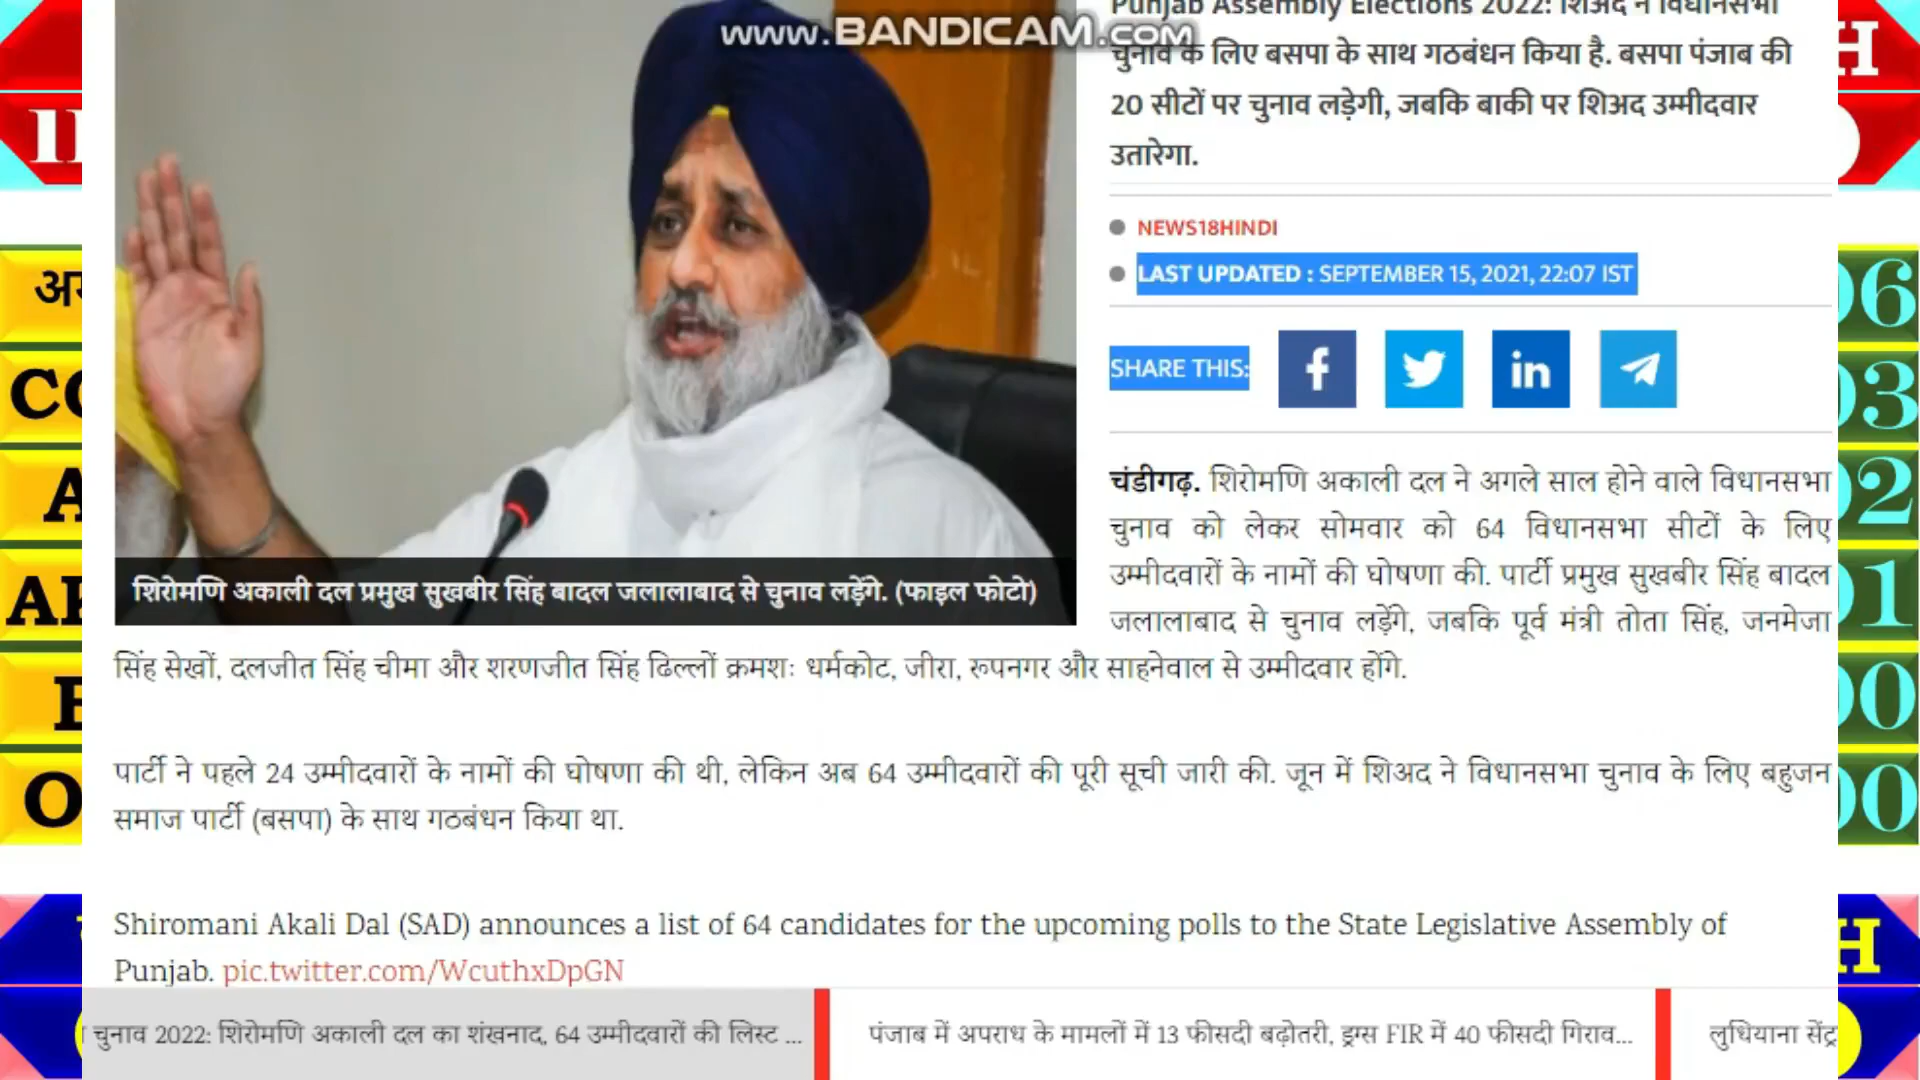 www.BANDICAM.com
Punjab Assembly Elections 2022: शिअद ने विधानसभा
चुनाव के लिए बसपा के साथ गठबंधन किया है. बसपा पंजाब की
20 सीटों पर चुनाव लड़ेगी, जबकि बाकी पर शिअद उम्मीदवार
उतारेगा.
NEWS18HINDI
LAST UPDATED : SEPTEMBER 15, 2021, 22:07 IST
SHARE THIS:
शिरोमणि अकाली दल प्रमुख सुखबीर सिंह बादल जलालाबाद से चुनाव लड़ेंगे. (फाइल फोटो)
चंडीगढ़. शिरोमणि अकाली दल ने अगले साल होने वाले विधानसभा
चुनाव को लेकर सोमवार को 64 विधानसभा सीटों के लिए
उम्मीदवारों के नामों की घोषणा की. पार्टी प्रमुख सुखबीर सिंह बादल
जलालाबाद से चुनाव लड़ेंगे, जबकि पूर्व मंत्री तोता सिंह, जनमेजा
सिंह सेखों, दलजीत सिंह चीमा और शरणजीत सिंह ढिल्लों क्रमशः धर्मकोट, जीरा, रूपनगर और साहनेवाल से उम्मीदवार होंगे.
पार्टी ने पहले 24 उम्मीदवारों के नामों की घोषणा की थी, लेकिन अब 64 उम्मीदवारों की पूरी सूची जारी की. जून में शिअद ने विधानसभा चुनाव के लिए बहुजन
समाज पार्टी (बसपा) के साथ गठबंधन किया था.
Shiromani Akali Dal (SAD) announces a list of 64 candidates for the upcoming polls to the State Legislative Assembly of
Punjab. pic.twitter.com/WcuthxDpGN
चुनाव 2022: शिरोमणि अकाली दल का शंखनाद, 64 उम्मीदवारों की लिस्ट ...
पंजाब में अपराध के मामलों में 13 फीसदी बढ़ोतरी, ड्रग्स FIR में 40 फीसदी गिराव...
लुधियाना